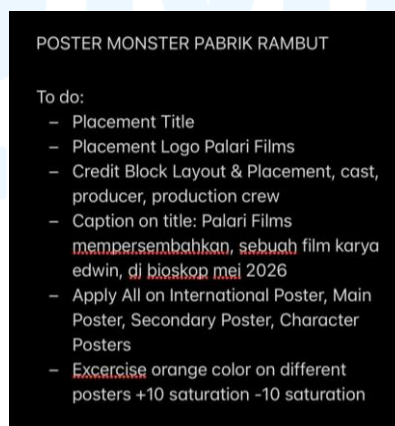 POSTER MONSTER PABRIK RAMBUT
To do:
– Placement Title
– Placement Logo Palari Films
– Credit Block Layout & Placement, cast,
producer, production crew
– Caption on title: Palari Films
mempersembahkan, sebuah film karya
edwin, di bioskop mei 2026
– Apply All on International Poster, Main
Poster, Secondary Poster, Character
Posters
– Excercise orange color on different
posters +10 saturation -10 saturation